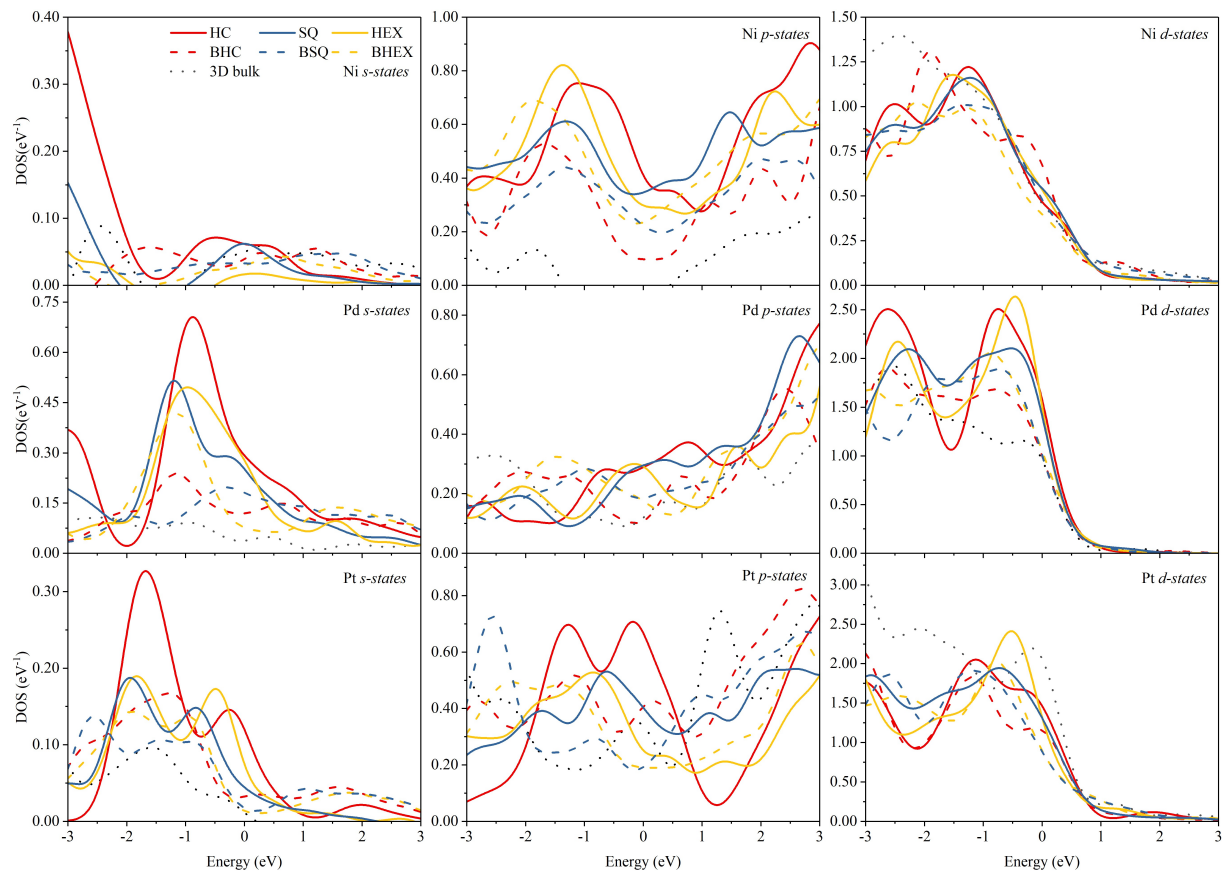 HC SQ HEX
BHC BSQ BHEX
3D bulk Ni s-states
Ni p-states
Ni d-states
DOS(eV⁻¹)
0.40
0.30
0.20
0.10
0.00
1.00
0.80
0.60
0.40
0.20
0.00
1.50
1.25
1.00
0.75
0.50
0.25
0.00
Pd s-states
Pd p-states
Pd d-states
DOS(eV⁻¹)
0.75
0.60
0.45
0.30
0.15
0.00
0.80
0.60
0.40
0.20
0.00
2.50
2.00
1.50
1.00
0.50
0.00
Pt s-states
Pt p-states
Pt d-states
DOS (eV⁻¹)
0.30
0.20
0.10
0.00
1.00
0.80
0.60
0.40
0.20
0.00
3.00
2.50
2.00
1.50
1.00
0.50
0.00
-3 -2 -1 0 1 2 3
-3 -2 -1 0 1 2 3
-3 -2 -1 0 1 2 3
Energy (eV)
Energy (eV)
Energy (eV)